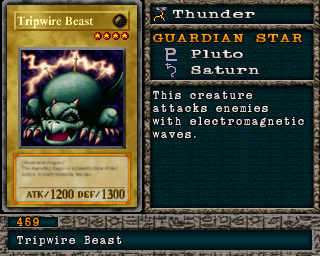 Tripwire Beast
ATK/1200 DEF/1300
Thunder
GUARDIAN STAR
Pluto
Saturn
This creature
attacks enemies
with electromagnetic
waves.
459
Tripwire Beast